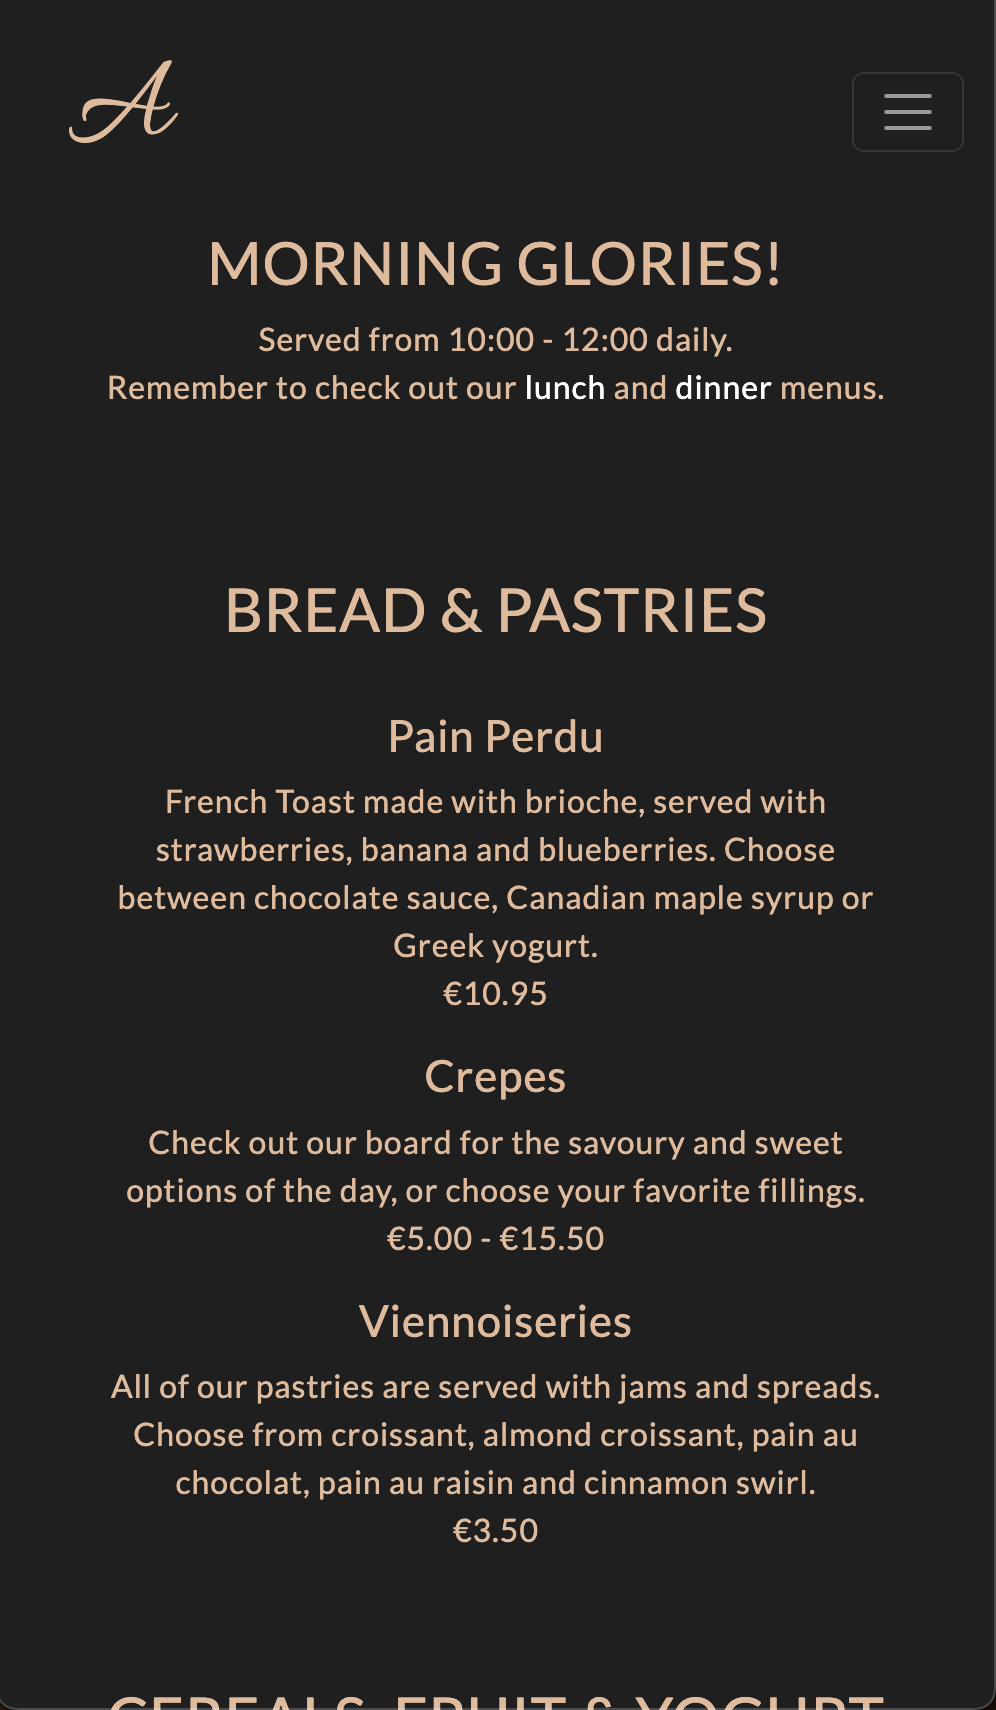 A
MORNING GLORIES!
Served from 10:00 - 12:00 daily.
Remember to check out our lunch and dinner menus.
BREAD & PASTRIES
Pain Perdu
French Toast made with brioche, served with
strawberries, banana and blueberries. Choose
between chocolate sauce, Canadian maple syrup or
Greek yogurt.
€10.95
Crepes
Check out our board for the savoury and sweet
options of the day, or choose your favorite fillings.
€5.00 - €15.50
Viennoiseries
All of our pastries are served with jams and spreads.
Choose from croissant, almond croissant, pain au
chocolat, pain au raisin and cinnamon swirl.
€3.50
CEREALS, FRUIT & YOGURT